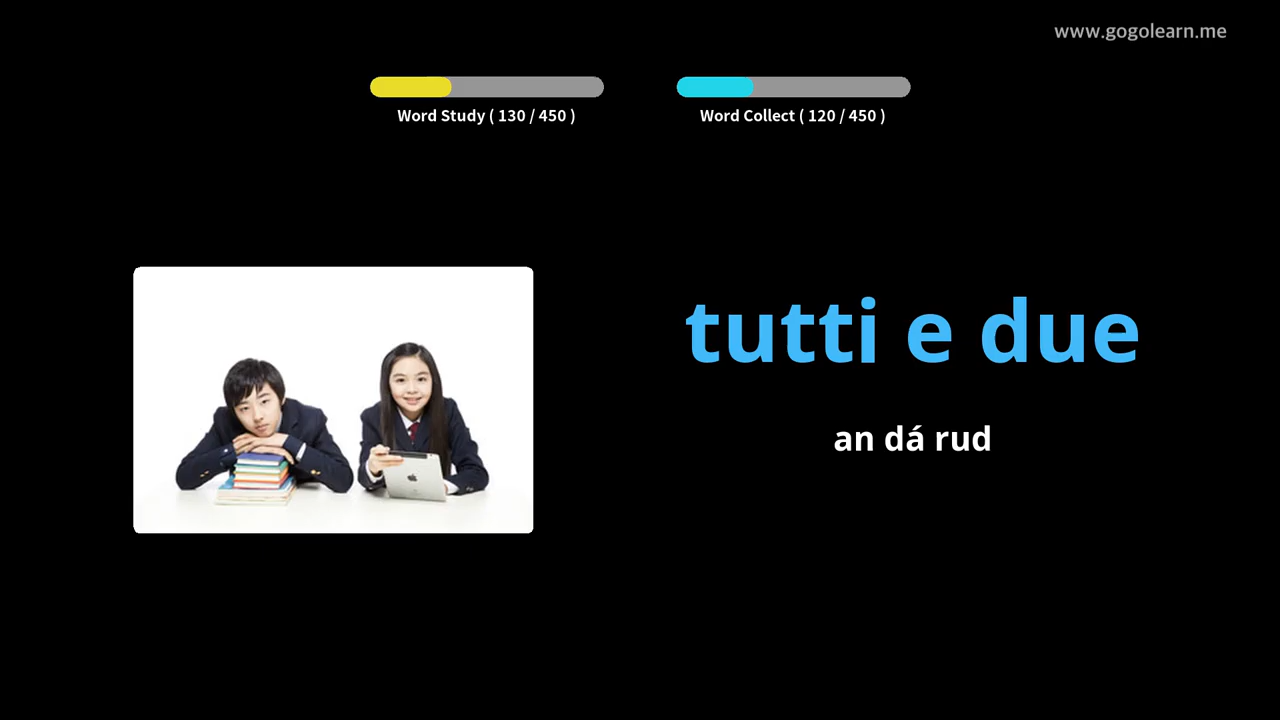 www.gogolearn.me
Word Study ( 130 / 450 )
Word Collect ( 120 / 450 )
tutti e due
an dá rud